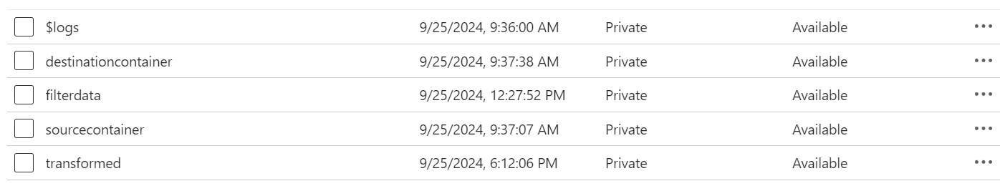 $logs 9/25/2024, 9:36:00 AM Private Available
destinationcontainer 9/25/2024, 9:37:38 AM Private Available
filterdata 9/25/2024, 12:27:52 PM Private Available
sourcecontainer 9/25/2024, 9:37:07 AM Private Available
transformed 9/25/2024, 6:12:06 PM Private Available